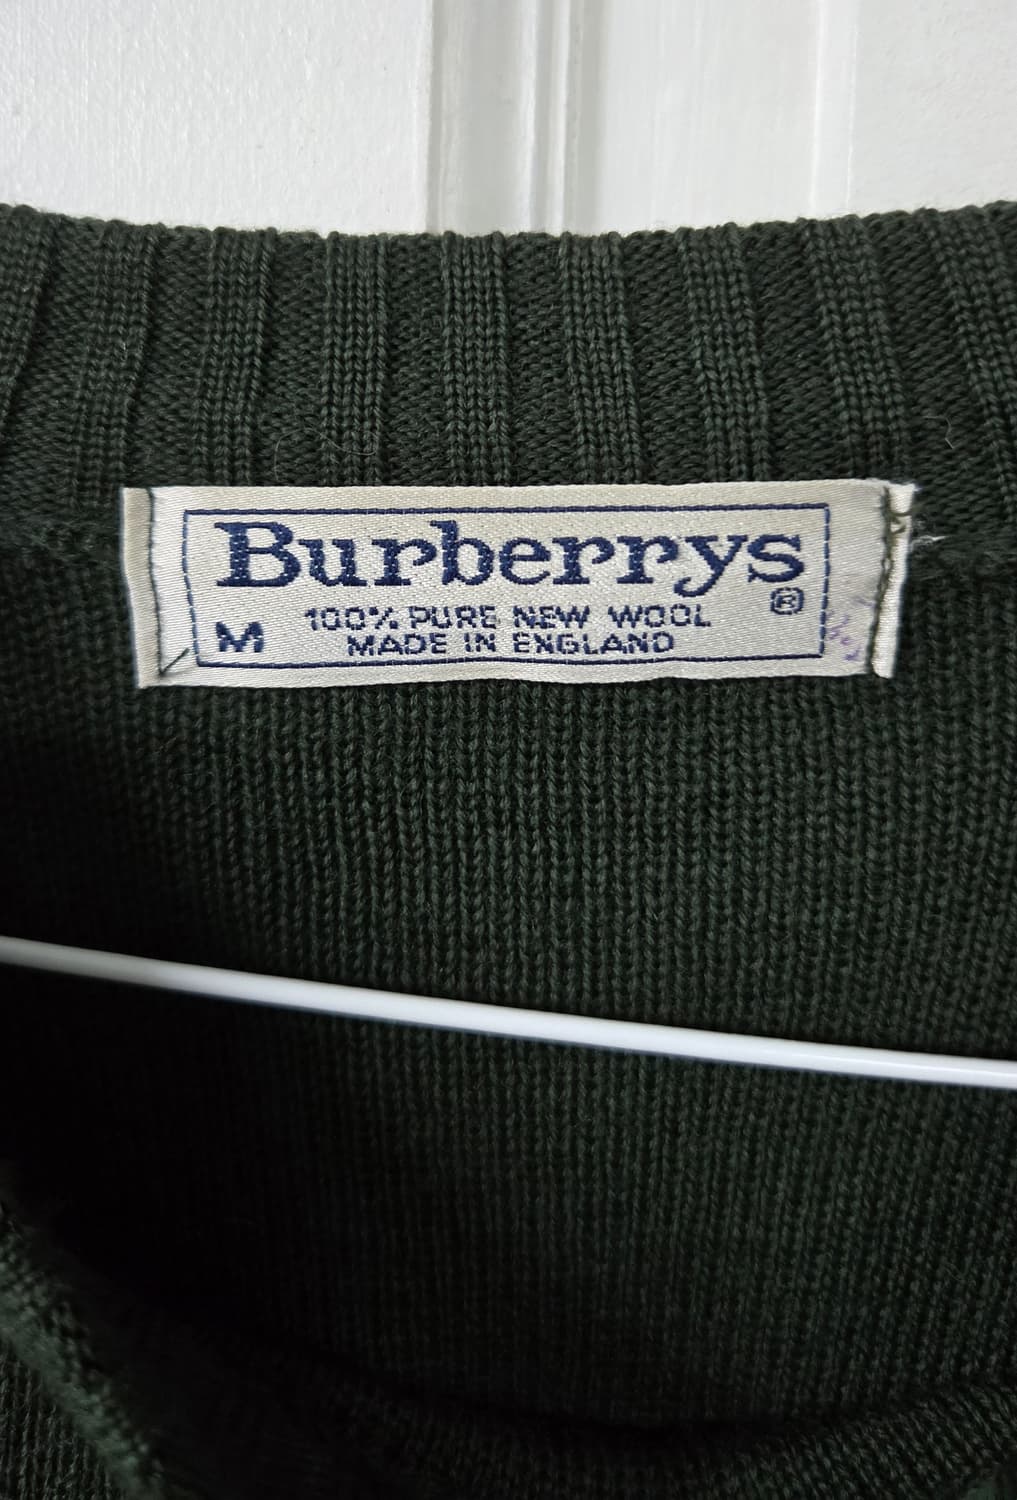 Burberrys
®
100% PURE NEW WOOL
M
MADE IN ENGLAND